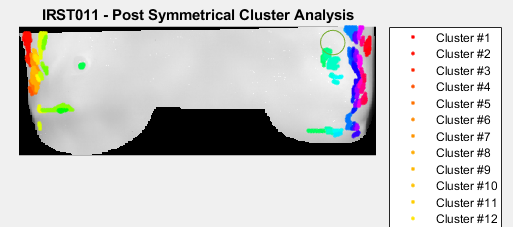 IRST011 - Post Symmetrical Cluster Analysis
Cluster #1
Cluster #2
Cluster #3
Cluster #4
Cluster #5
Cluster #6
Cluster #7
Cluster #8
Cluster #9
Cluster #10
Cluster #11
Cluster #12